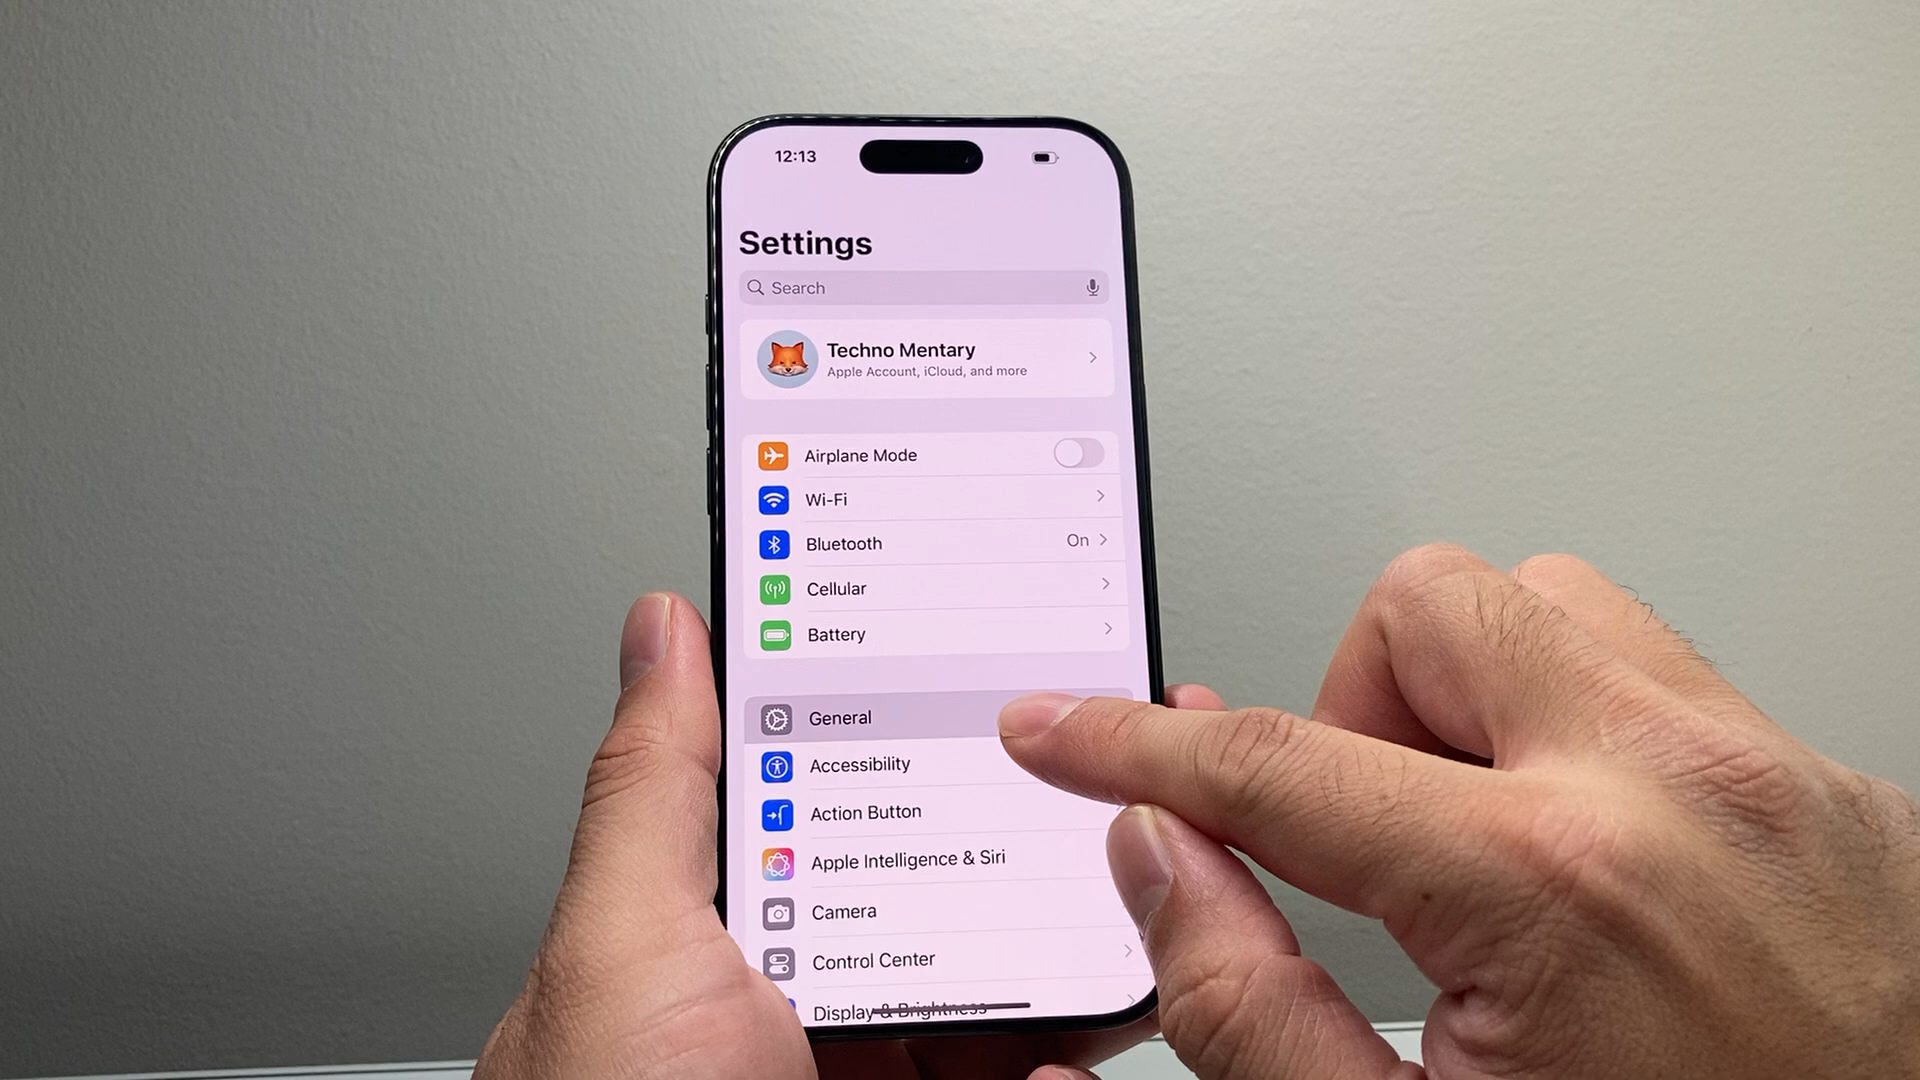 12:13
Settings
Search
Techno Mentary
Apple Account, iCloud, and more
Airplane Mode
Wi-Fi
Bluetooth On
Cellular
Battery
General
Accessibility
Action Button
Apple Intelligence & Siri
Camera
Control Center
Display & Brightness